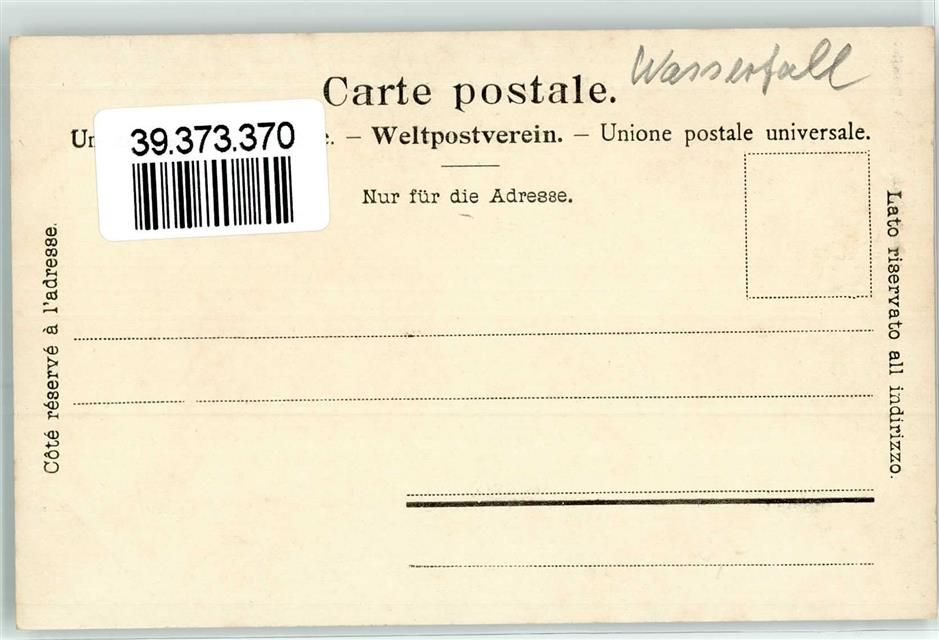 Wasserfall
Carte postale.
39.373.370
Un e. – Weltpostverein. – Unione postale universale.
Nur für die Adresse.
Côté réservé à l'adresse.
Lato riservato all indirizzo.